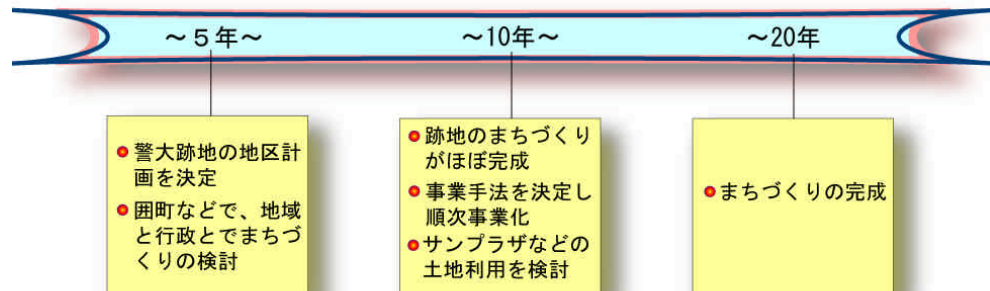 ～５年～
～10年～
～20年
警大跡地の地区計
画を決定
囲町などで、地域
と行政とでまちづ
くりの検討
跡地のまちづくり
がほぼ完成
事業手法を決定し
順次事業化
サンプラザなどの
土地利用を検討
まちづくりの完成